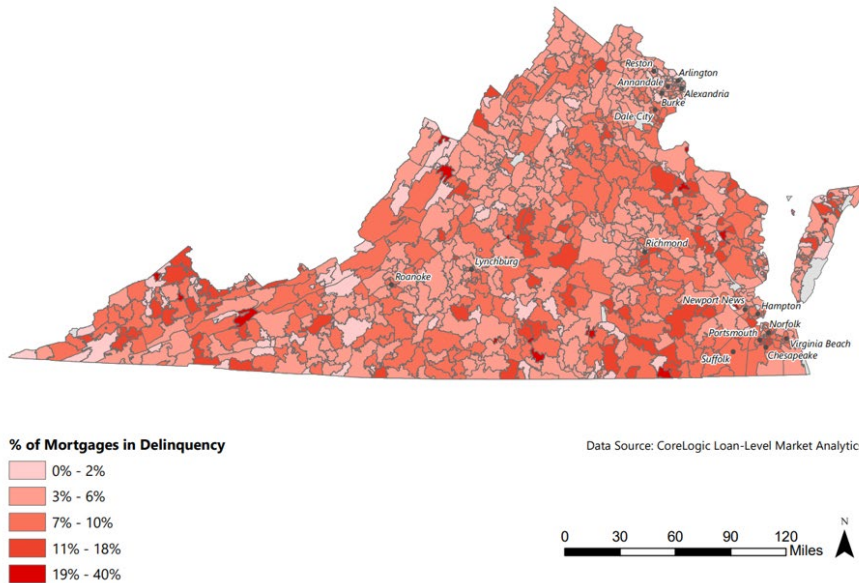 Reston
Arlington
Annandale
Alexandria
Burke
Dale City
Richmond
Lynchburg
Roanoke
Newport News
Hampton
Norfolk
Portsmouth
Virginia Beach
Suffolk
Chesapeake
% of Mortgages in Delinquency
Data Source: CoreLogic Loan-Level Market Analytics
0% - 2%
3% - 6%
7% - 10%
11% - 18%
19% - 40%
N
0 30 60 90 120
Miles